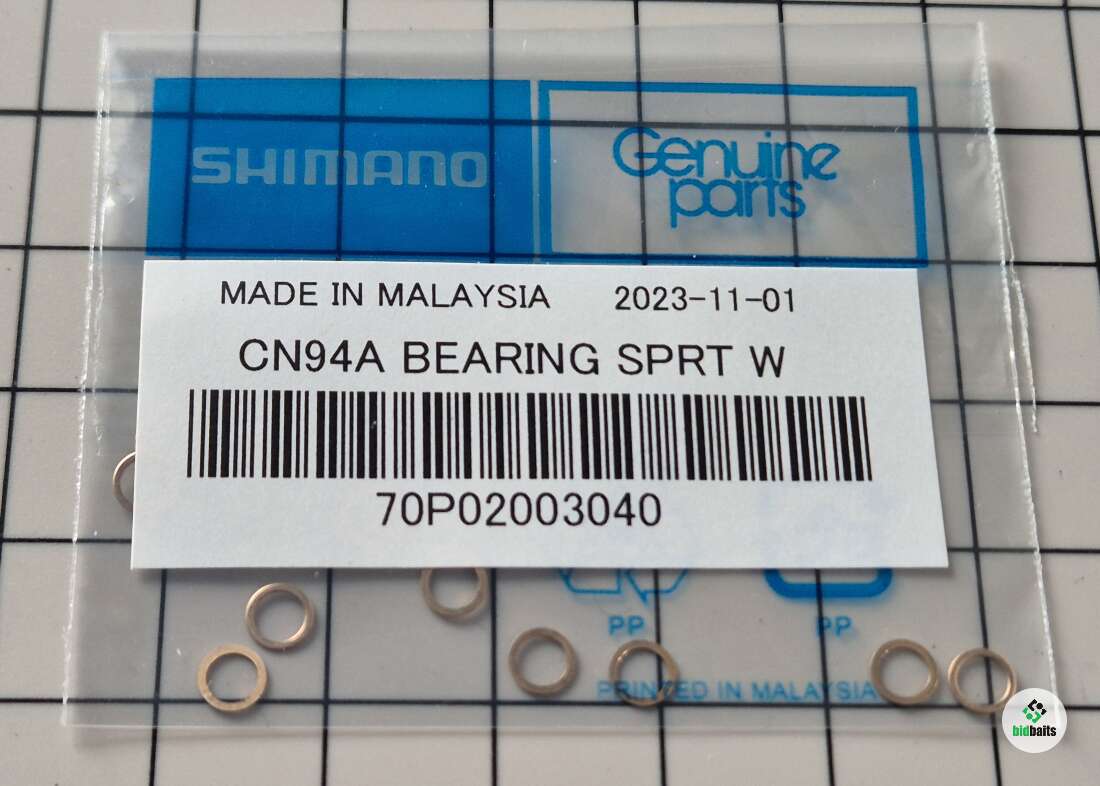 SHIMANO
Genuine
parts
MADE IN MALAYSIA 2023-11-01
CN94A BEARING SPRT W
70P02003040
PP PP
PRINTED IN MALAYSIA
bidbaits